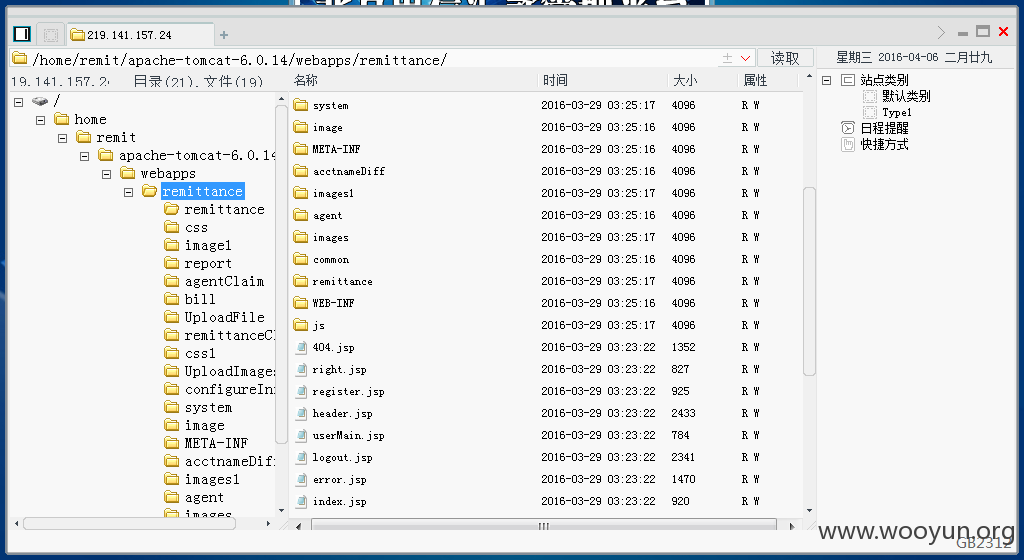 219.141.157.24
/home/remit/apache-tomcat-6.0.14/webapps/remittance/
读取
星期三 2016-04-06 二月廿九
19.141.157.2 目录(21),文件(19)
名称 时间 大小 属性
/
home
remit
apache-tomcat-6.0.14
webapps
remittance
remittance
css
image1
report
agentClaim
bill
UpLoadFile
remittanceC
css1
UpLoadImages
configureIn
system
image
META-INF
acctnameDif
images1
agent
images
system 2016-03-29 03:25:17 4096 R W
image 2016-03-29 03:25:16 4096 R W
META-INF 2016-03-29 03:25:16 4096 R W
acctnameDiff 2016-03-29 03:25:16 4096 R W
images1 2016-03-29 03:25:17 4096 R W
agent 2016-03-29 03:25:16 4096 R W
images 2016-03-29 03:25:17 4096 R W
common 2016-03-29 03:25:16 4096 R W
remittance 2016-03-29 03:25:17 4096 R W
WEB-INF 2016-03-29 03:25:16 4096 R W
js 2016-03-29 03:25:17 4096 R W
404.jsp 2016-03-29 03:23:22 1352 R W
right.jsp 2016-03-29 03:23:22 827 R W
register.jsp 2016-03-29 03:23:22 925 R W
header.jsp 2016-03-29 03:23:22 2433 R W
userMain.jsp 2016-03-29 03:23:22 784 R W
logout.jsp 2016-03-29 03:23:22 2341 R W
error.jsp 2016-03-29 03:23:22 1470 R W
index.jsp 2016-03-29 03:23:22 920 R W
站点类别
默认类别
Type1
日程提醒
快捷方式
www.wooyun.org
GB2312